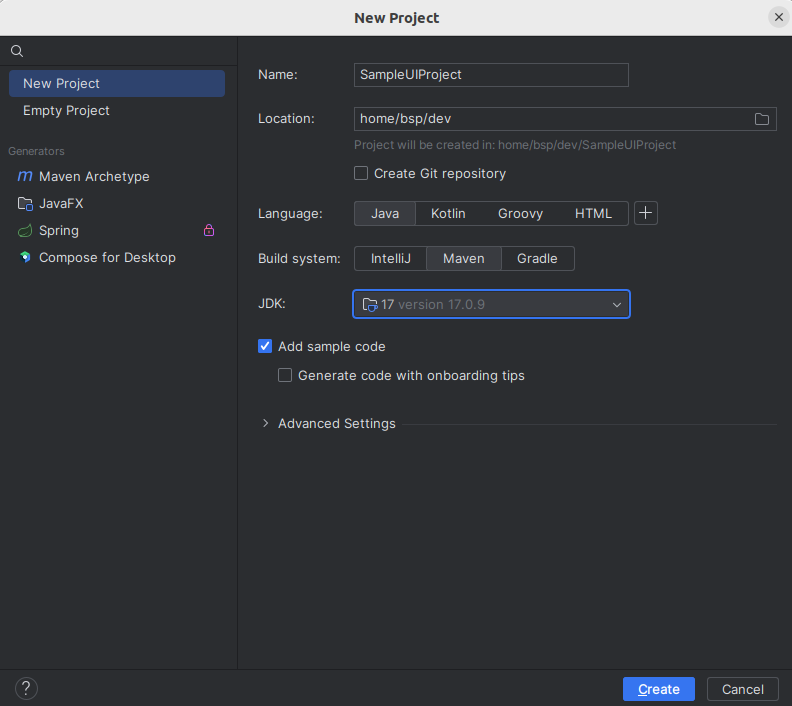 New Project
New Project
Empty Project
Generators
Maven Archetype
JavaFX
Spring
Compose for Desktop
Name: SampleUIProject
Location: home/bsp/dev
Project will be created in: home/bsp/dev/SampleUIProject
Create Git repository
Language: Java Kotlin Groovy HTML +
Build system: IntelliJ Maven Gradle
JDK: 17 version 17.0.9
Add sample code
Generate code with onboarding tips
Advanced Settings
? Create Cancel